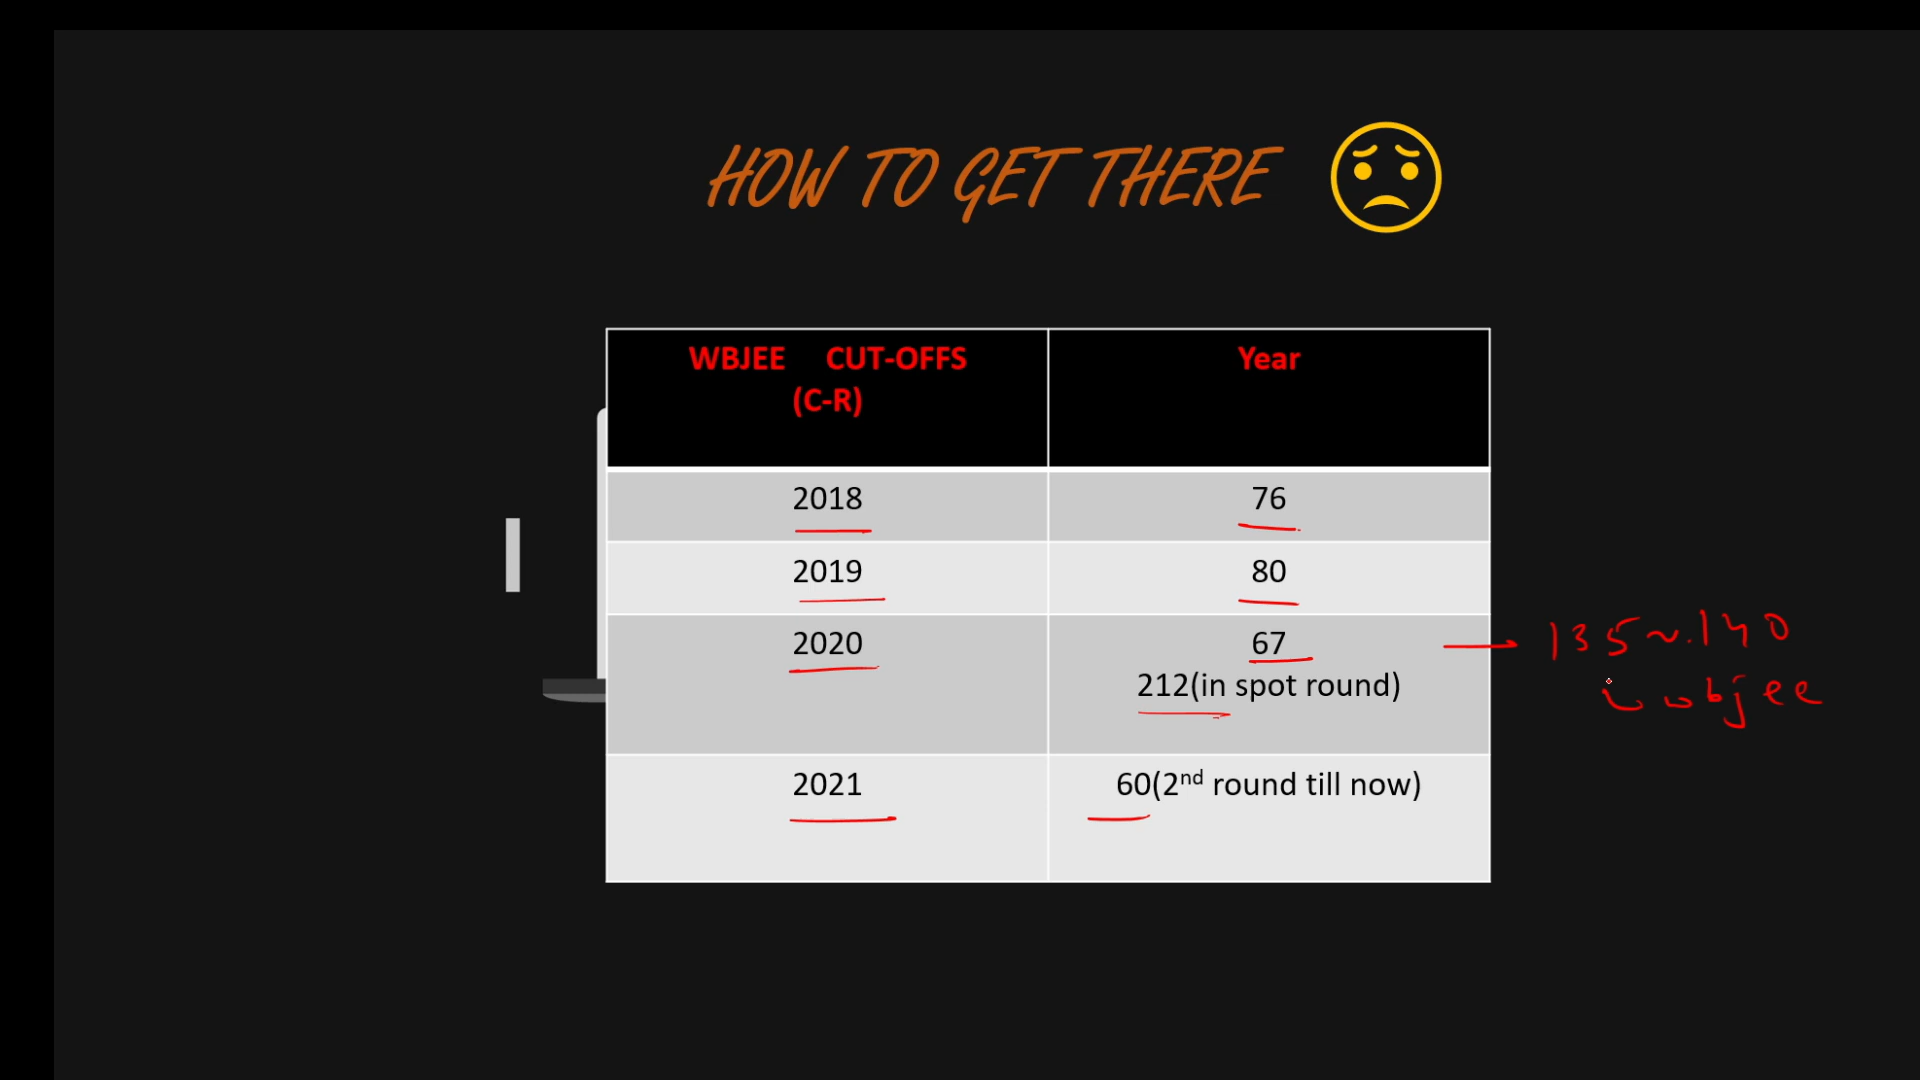 HOW TO GET THERE
WBJEE CUT-OFFS
(C-R)
Year
2018
76
2019
80
2020
67
212(in spot round)
135~.140
wbjee
2021
60(2nd round till now)